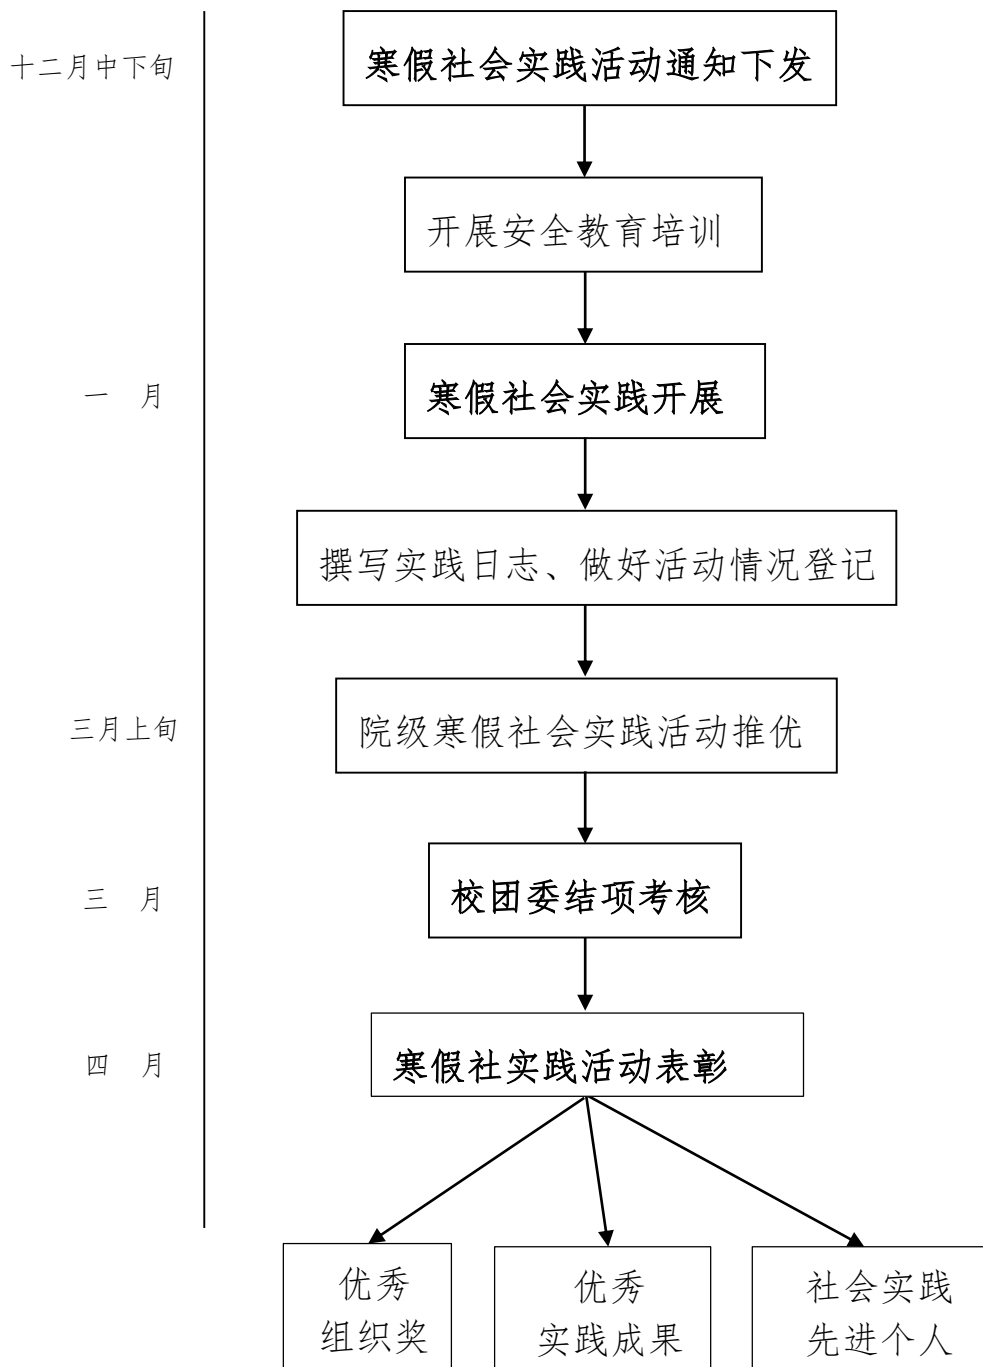 十二月中下旬
寒假社会实践活动通知下发
开展安全教育培训
一 月
寒假社会实践开展
撰写实践日志、做好活动情况登记
三月上旬
院级寒假社会实践活动推优
三 月
校团委结项考核
四 月
寒假社实践活动表彰
优秀
组织奖
优秀
实践成果
社会实践
先进个人